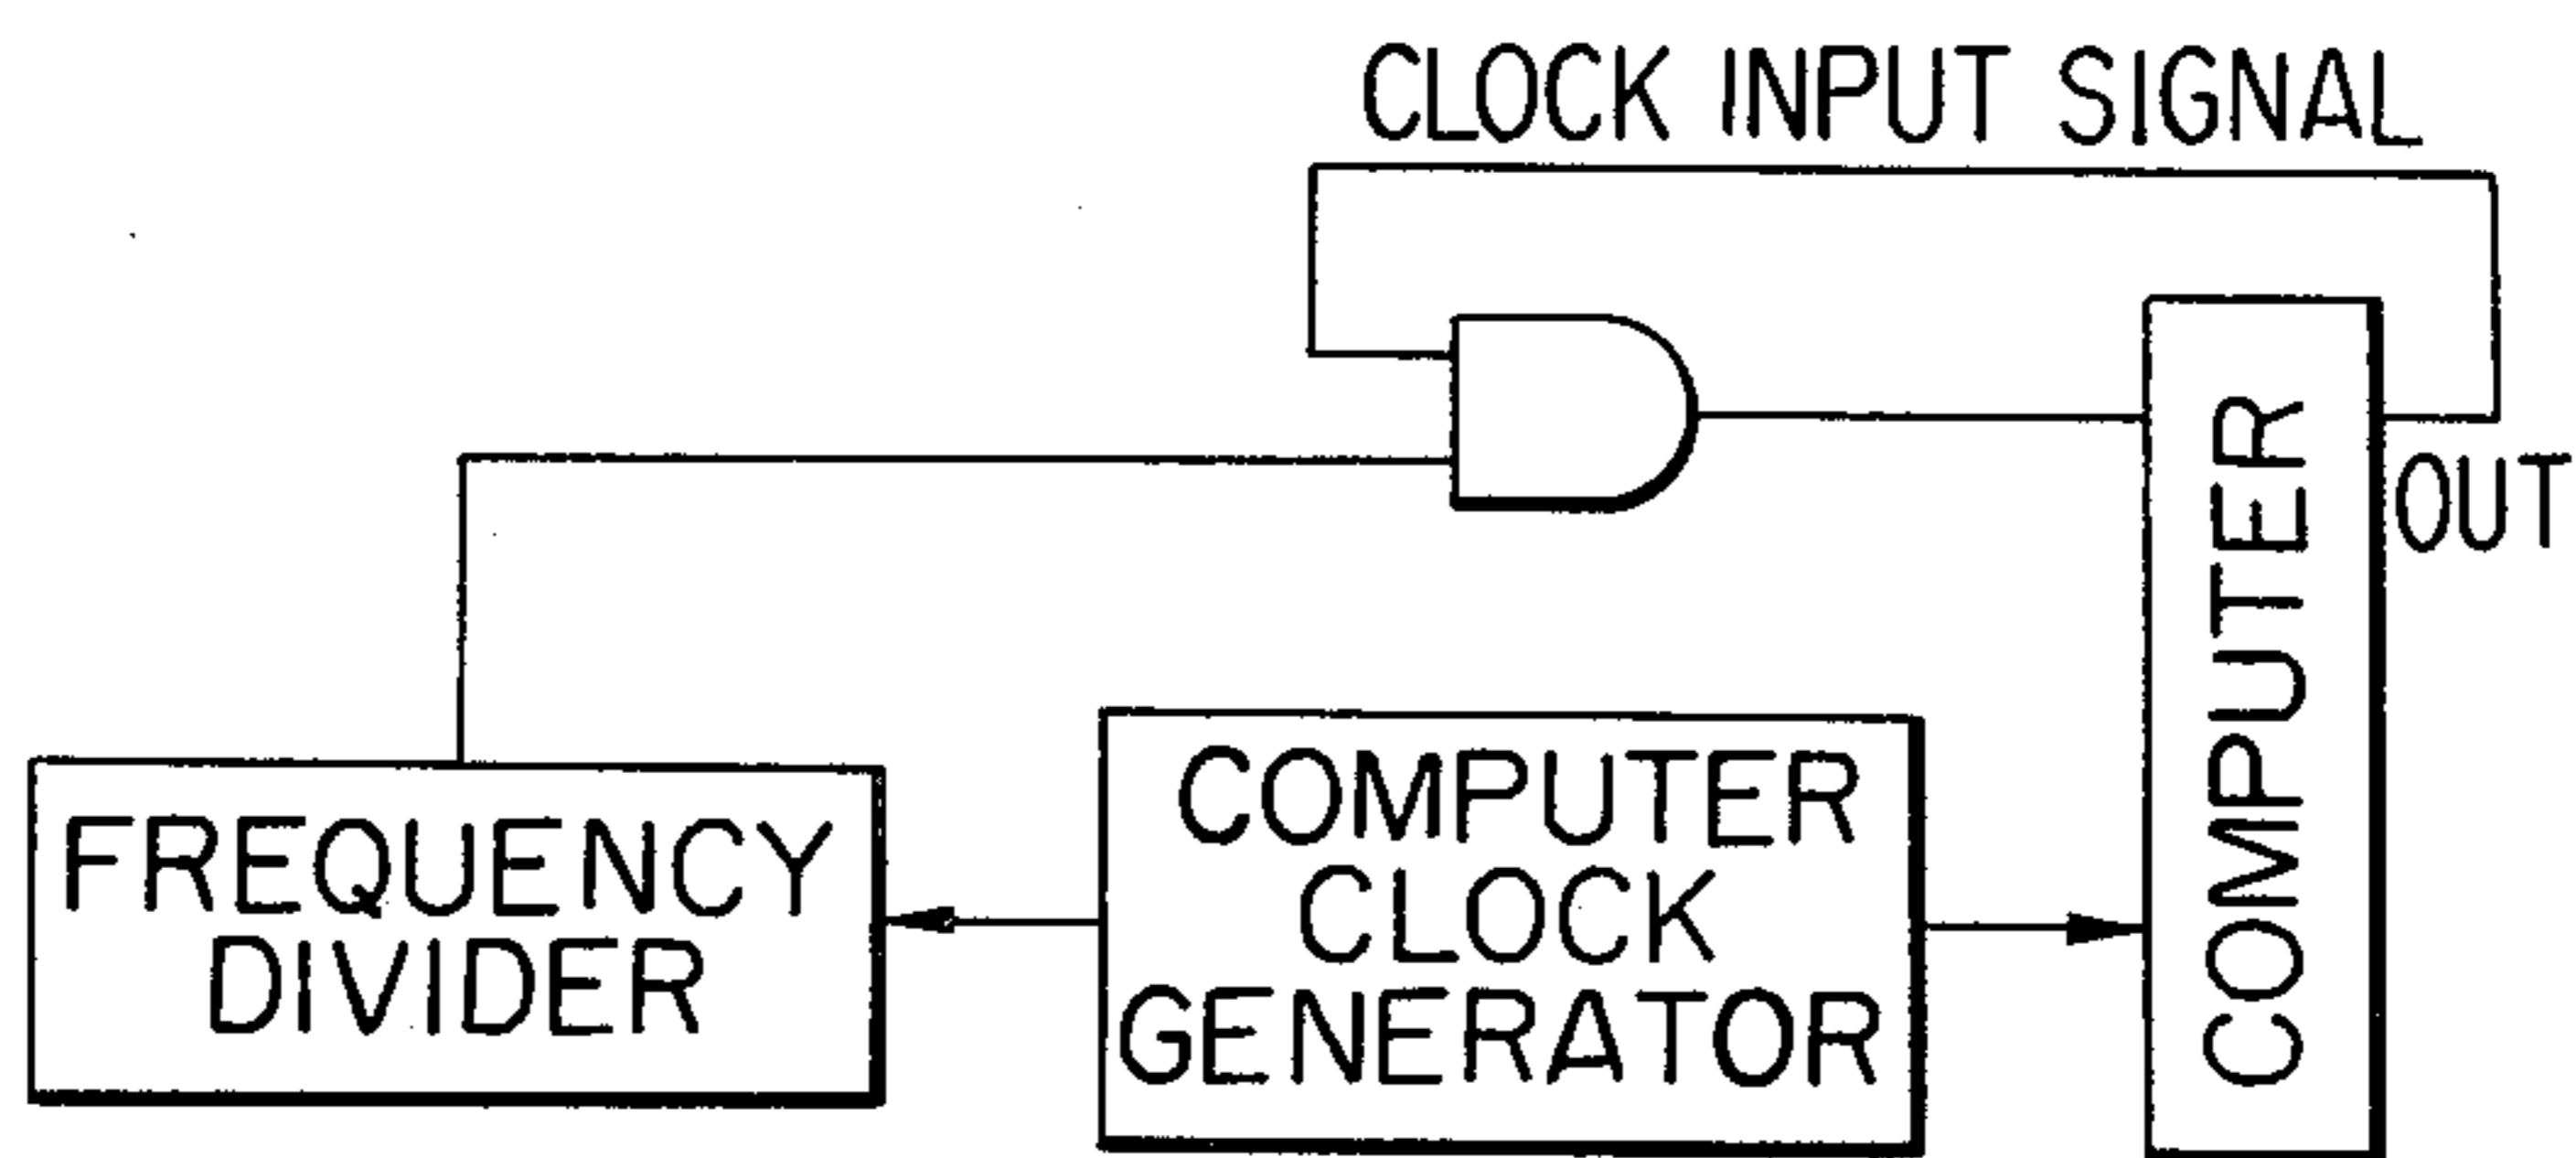 CLOCK INPUT SIGNAL
OUT
COMPUTER
FREQUENCY
DIVIDER
COMPUTER
CLOCK
GENERATOR